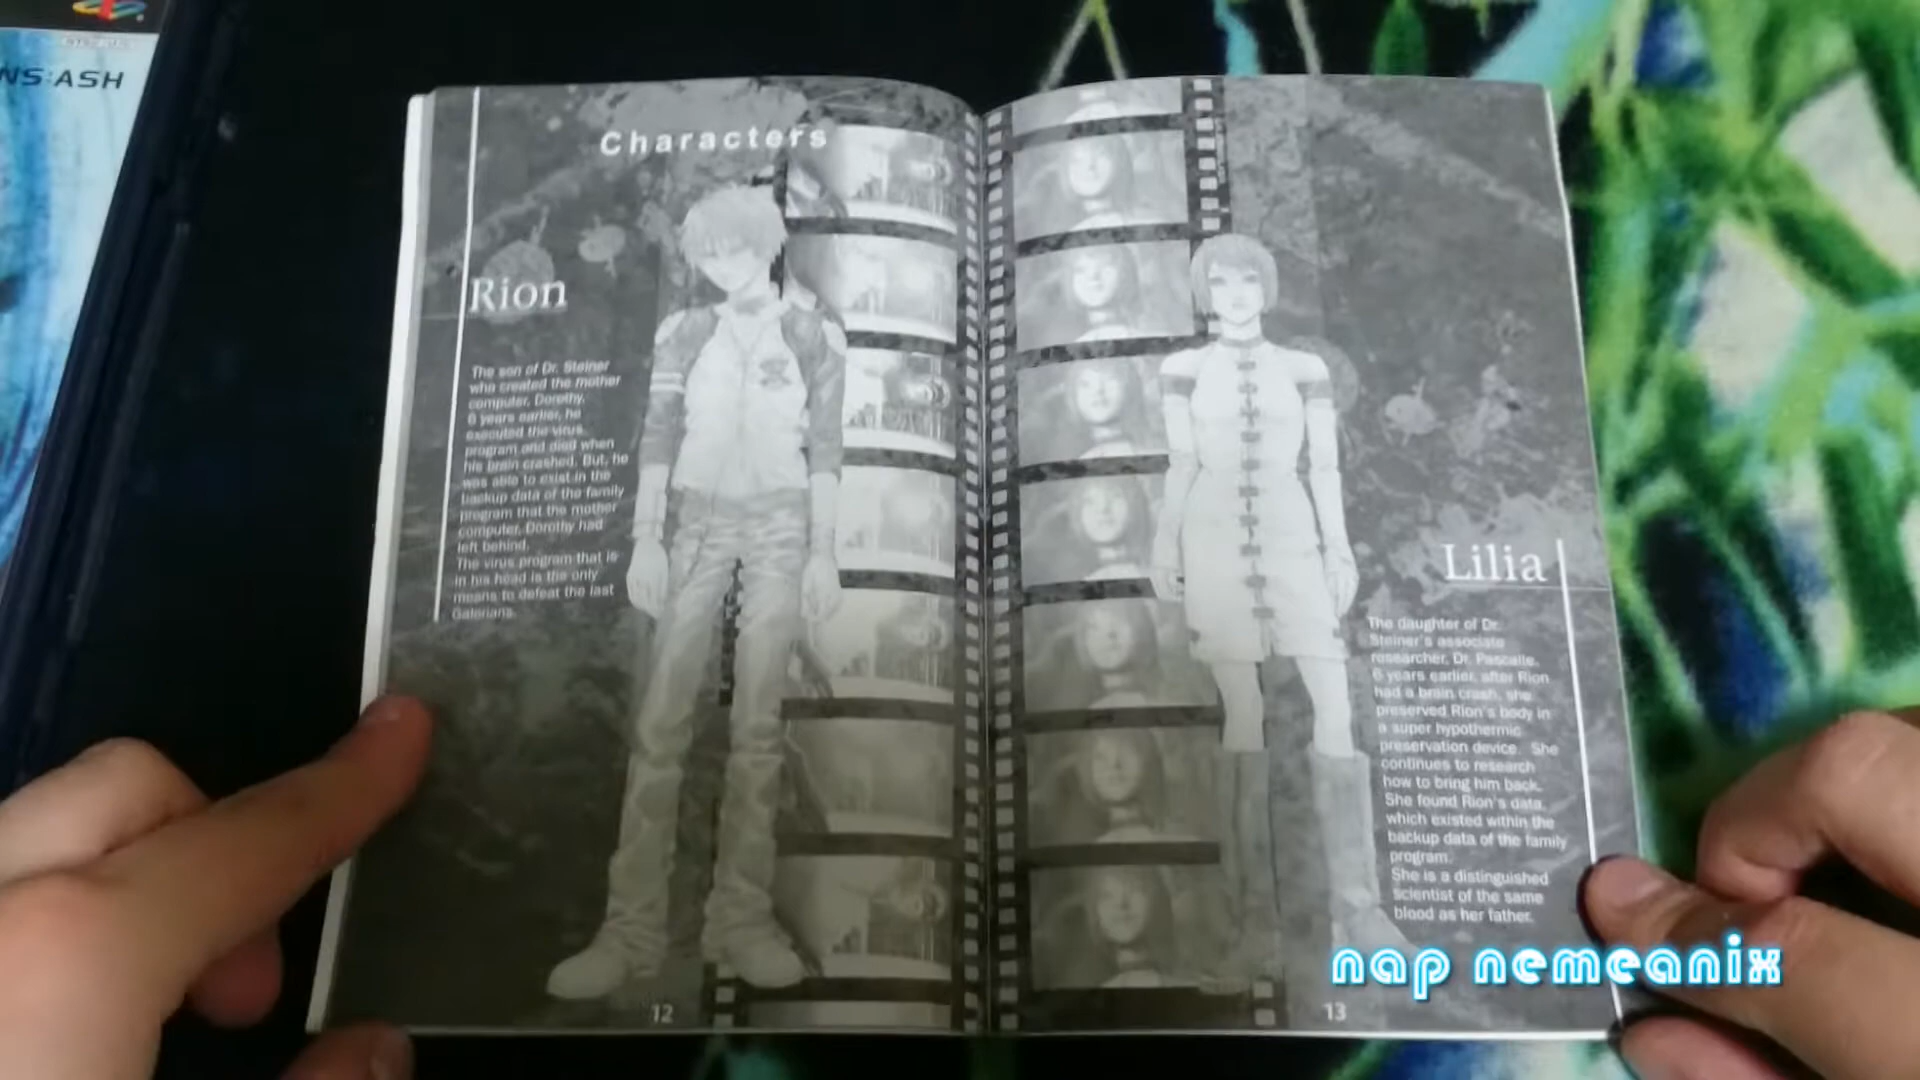 NS:ASH
Characters
Rion
The son of Dr. Steiner
who created the mother
computer, Dorothy.
6 years earlier, he
executed the virus
program and died when
his brain crashed. But, he
was able to exist in the
backup data of the family
program that the mother
computer, Dorothy had
left behind.
The virus program that is
in his head is the only
means to defeat the last
Galerians.
12
Lilia
The daughter of Dr.
Steiner's associate
researcher, Dr. Pascalle.
6 years earlier, after Rion
had a brain crash, she
preserved Rion's body in
a super hypothermic
preservation device. She
continues to research
how to bring him back.
She found Rion's data,
which existed within the
backup data of the family
program.
She is a distinguished
scientist of the same
blood as her father.
13
nap nemeanix